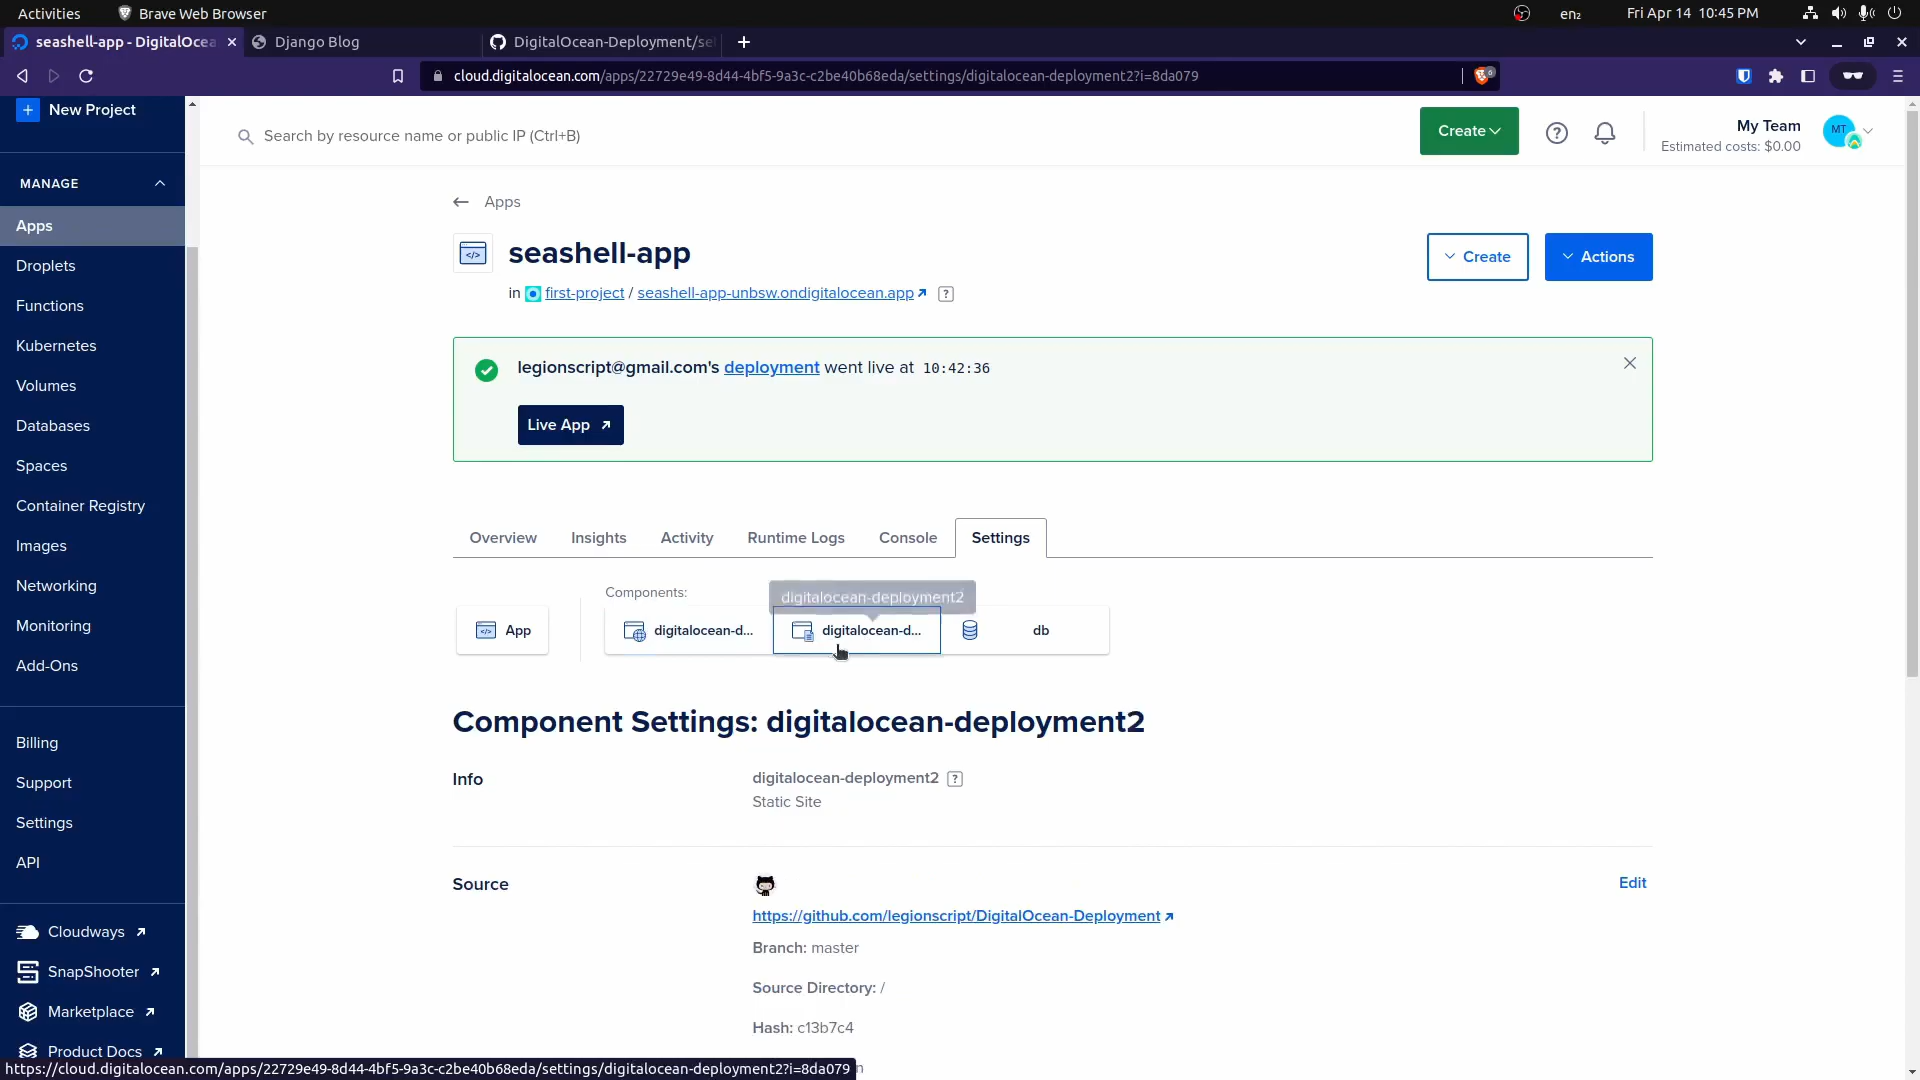 Activities
Brave Web Browser
en₂
Fri Apr 14 10:45 PM
seashell-app - DigitalOcea
Django Blog
DigitalOcean-Deployment/se
cloud.digitalocean.com/apps/22729e49-8d44-4bf5-9a3c-c2be40b68eda/settings/digitalocean-deployment2?i=8da079
6
New Project
Search by resource name or public IP (Ctrl+B)
Create
My Team
Estimated costs: $0.00
MT
MANAGE
Apps
Droplets
Functions
Kubernetes
Volumes
Databases
Spaces
Container Registry
Images
Networking
Monitoring
Add-Ons
Billing
Support
Settings
API
Cloudways
SnapShooter
Marketplace
Product Docs
Apps
seashell-app
in first-project / seashell-app-unbsw.ondigitalocean.app ?
Create
Actions
legionscript@gmail.com's deployment went live at 10:42:36
Live App
Overview
Insights
Activity
Runtime Logs
Console
Settings
Components:
digitalocean-deployment2
App
digitalocean-d...
digitalocean-d...
db
Component Settings: digitalocean-deployment2
Info
digitalocean-deployment2 ?
Static Site
Source
Edit
https://github.com/legionscript/DigitalOcean-Deployment
Branch: master
Source Directory: /
Hash: c13b7c4
https://cloud.digitalocean.com/apps/22729e49-8d44-4bf5-9a3c-c2be40b68eda/settings/digitalocean-deployment2?i=8da079